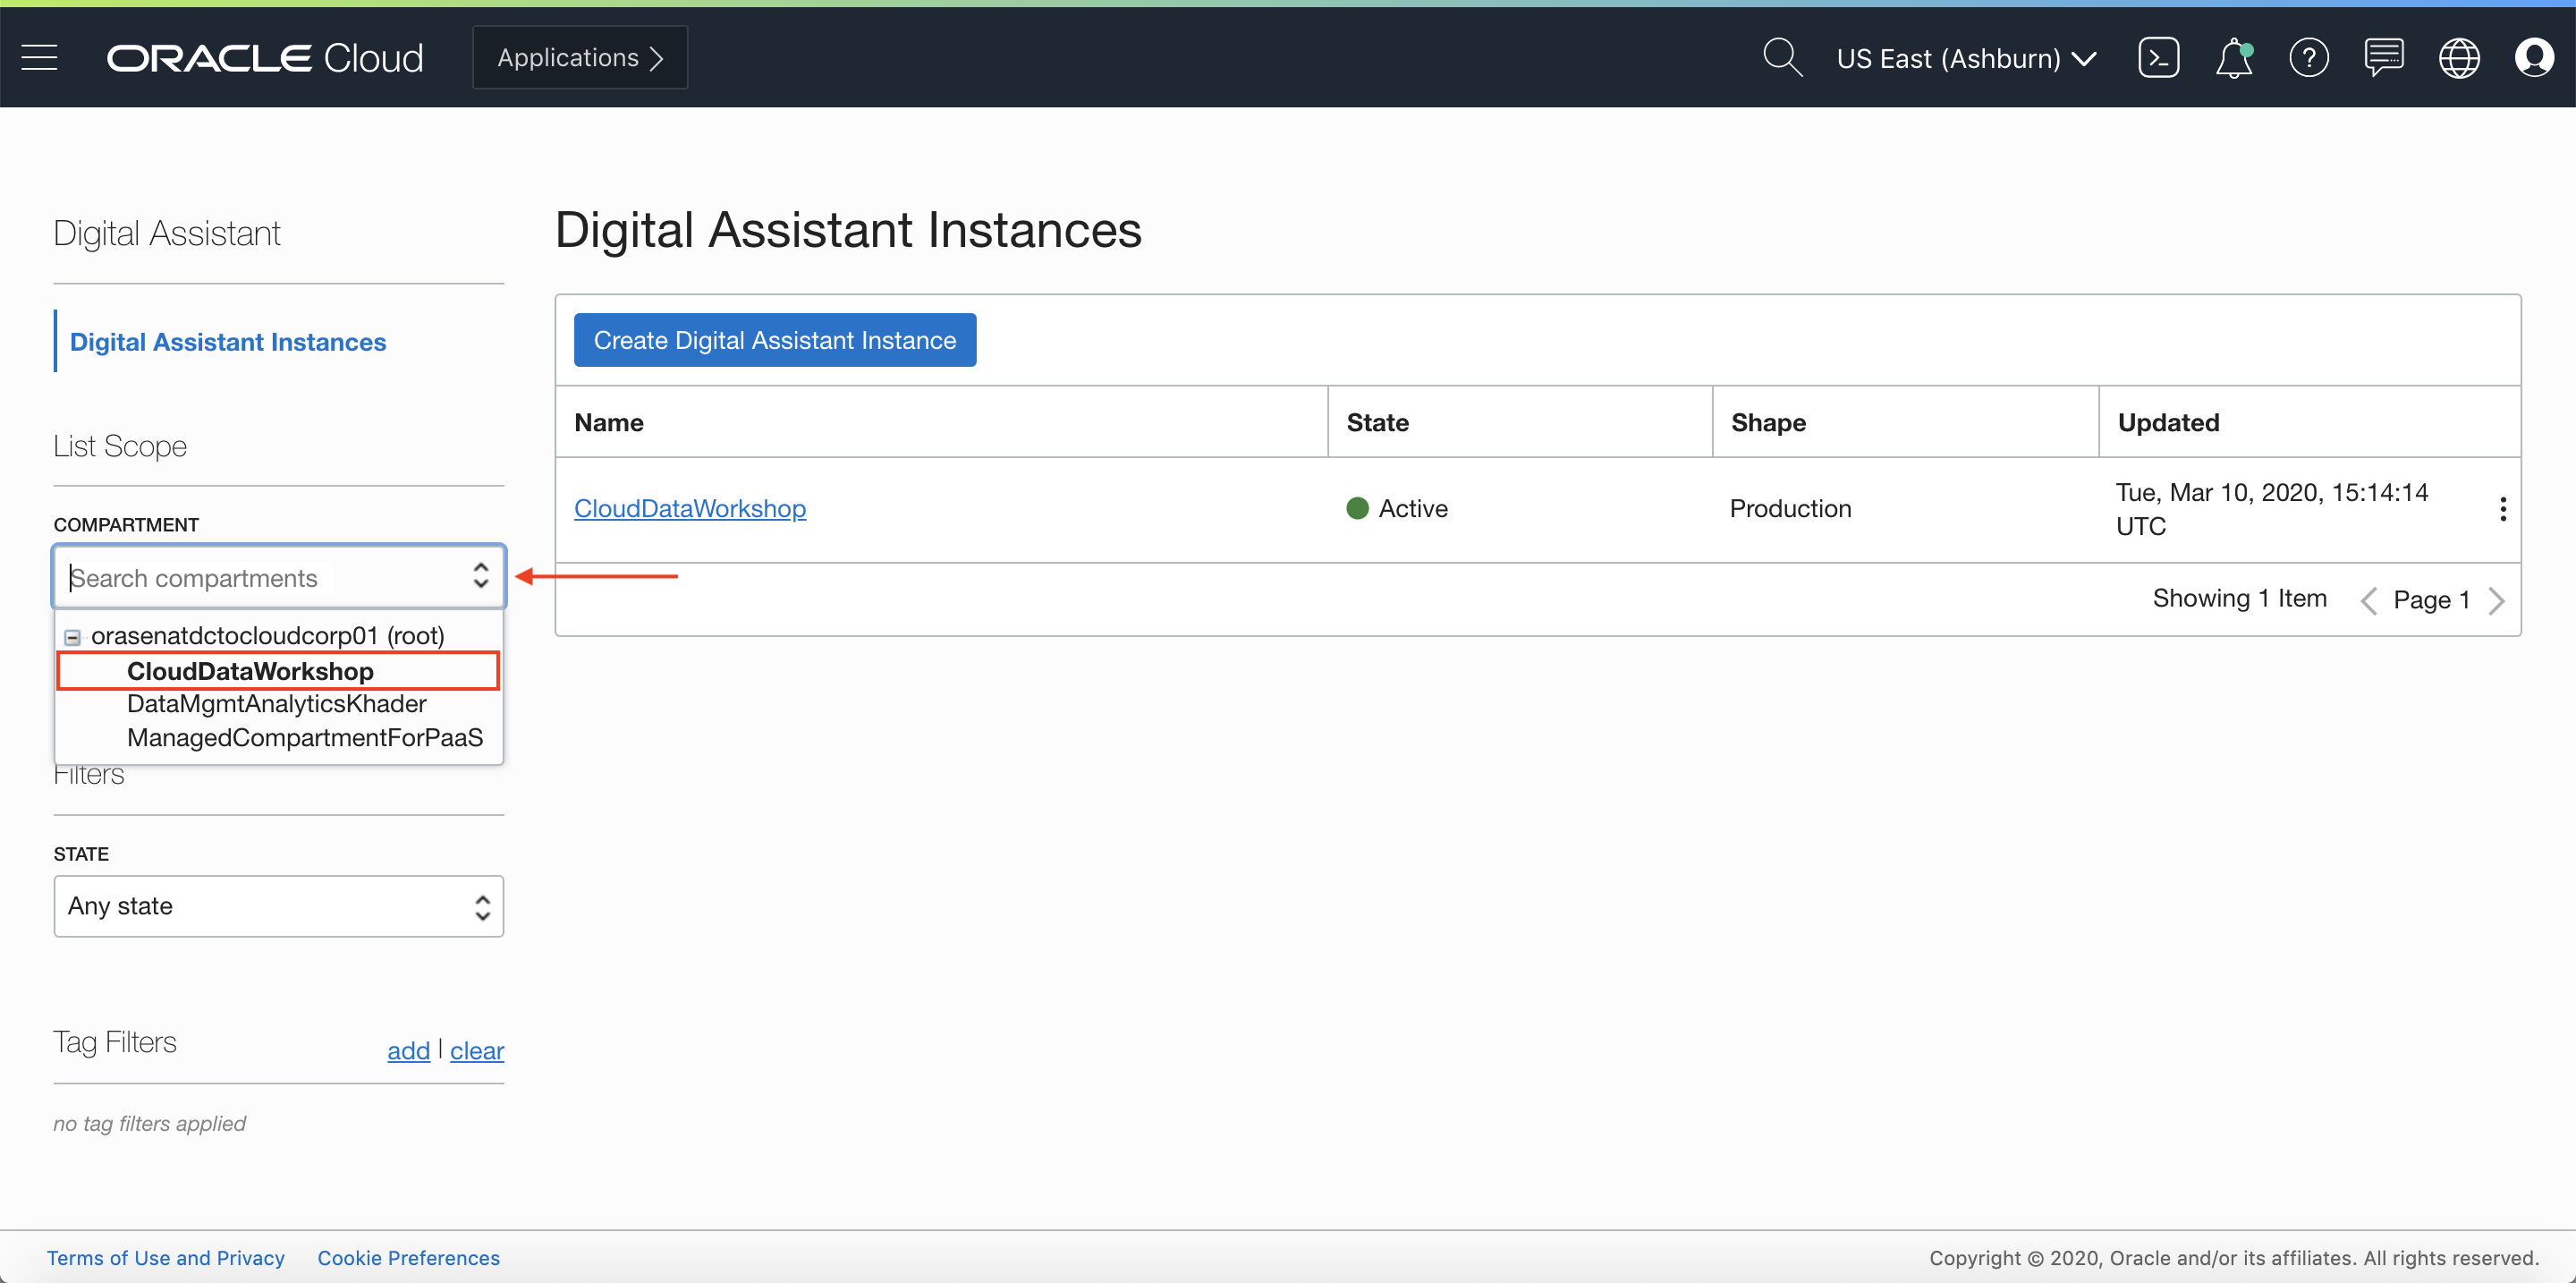 ORACLE Cloud
Applications
US East (Ashburn)
Digital Assistant
Digital Assistant Instances
List Scope
COMPARTMENT
Search compartments
orasenatdctocloudcorp01 (root)
CloudDataWorkshop
DataMgmtAnalyticsKhader
ManagedCompartmentForPaaS
Filters
STATE
Any state
Tag Filters
add | clear
no tag filters applied
Digital Assistant Instances
Create Digital Assistant Instance
Name State Shape Updated
CloudDataWorkshop Active Production Tue, Mar 10, 2020, 15:14:14
UTC
Showing 1 Item Page 1
Terms of Use and Privacy Cookie Preferences
Copyright © 2020, Oracle and/or its affiliates. All rights reserved.